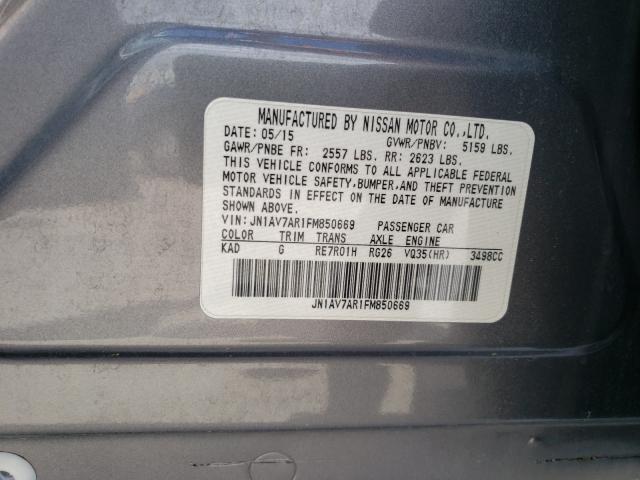 MANUFACTURED BY NISSAN MOTOR CO.,LTD.
DATE: 05/15 GVWR/PNBV: 5159 LBS.
GAWR/PNBE FR: 2557 LBS. RR: 2623 LBS.
THIS VEHICLE CONFORMS TO ALL APPLICABLE FEDERAL
MOTOR VEHICLE SAFETY,BUMPER,AND THEFT PREVENTION
STANDARDS IN EFFECT ON THE DATE OF MANUFACTURE
SHOWN ABOVE.
VIN: JN1AV7AR1FM850669 PASSENGER CAR
COLOR TRIM TRANS AXLE ENGINE
KAD G RE7R01H RG26 VQ35(HR) 3498CC
JN1AV7AR1FM850669